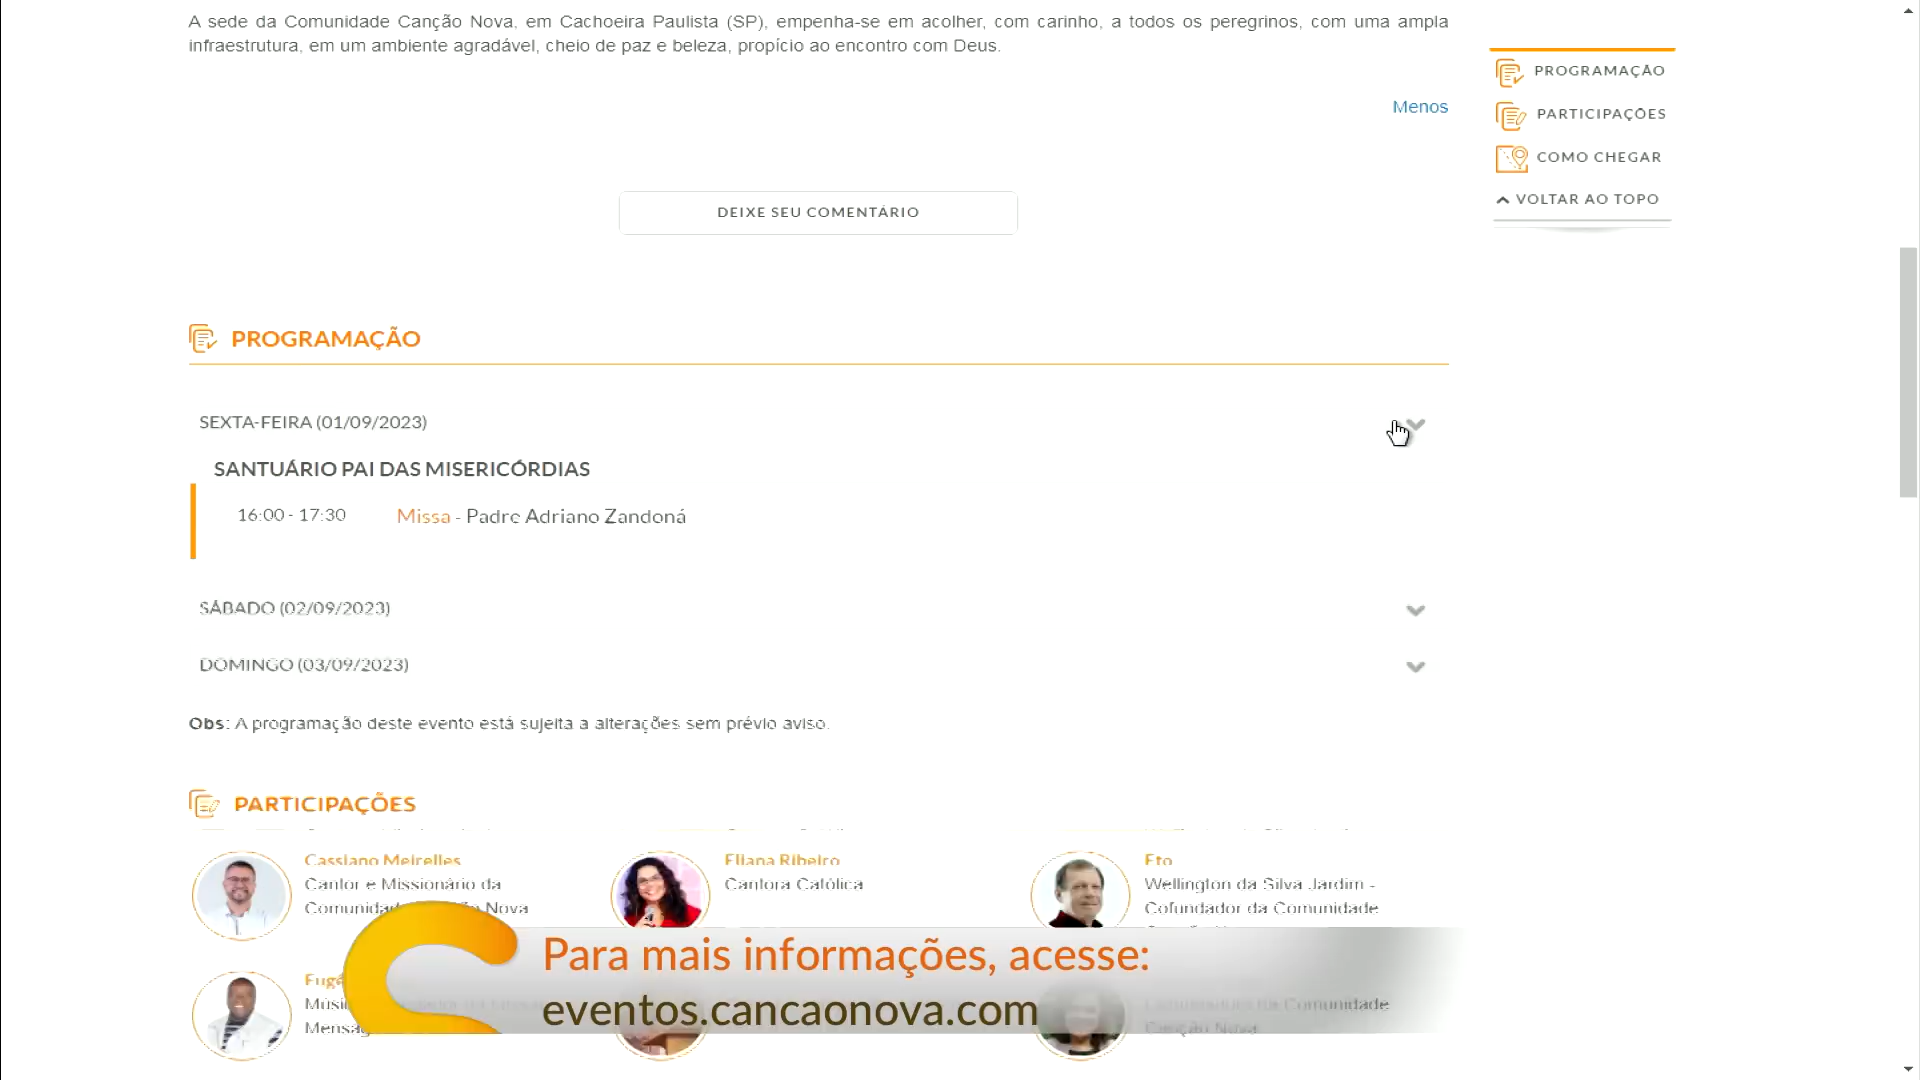 A sede da Comunidade Canção Nova, em Cachoeira Paulista (SP), empenha-se em acolher, com carinho, a todos os peregrinos, com uma ampla
infraestrutura, em um ambiente agradável, cheio de paz e beleza, propício ao encontro com Deus.
PROGRAMAÇÃO
PARTICIPAÇÕES
COMO CHEGAR
VOLTAR AO TOPO
Menos
DEIXE SEU COMENTÁRIO
PROGRAMAÇÃO
SEXTA-FEIRA (01/09/2023)
SANTUÁRIO PAI DAS MISERICÓRDIAS
16:00 - 17:30 Missa - Padre Adriano Zandoná
SÁBADO (02/09/2023)
DOMINGO (03/09/2023)
Obs: A programação deste evento está sujeita a alterações sem prévio aviso.
PARTICIPAÇÕES
Cassiano Meirelles
Cantor e Missionário da
Nova
Eliana Ribeiro
Cantora Católica
Eto
Wellington da Silva Jardim -
Cofundador da Comunidade
Para mais informações, acesse:
eventos.cancaonova.com
Comunidade
Canção Nova